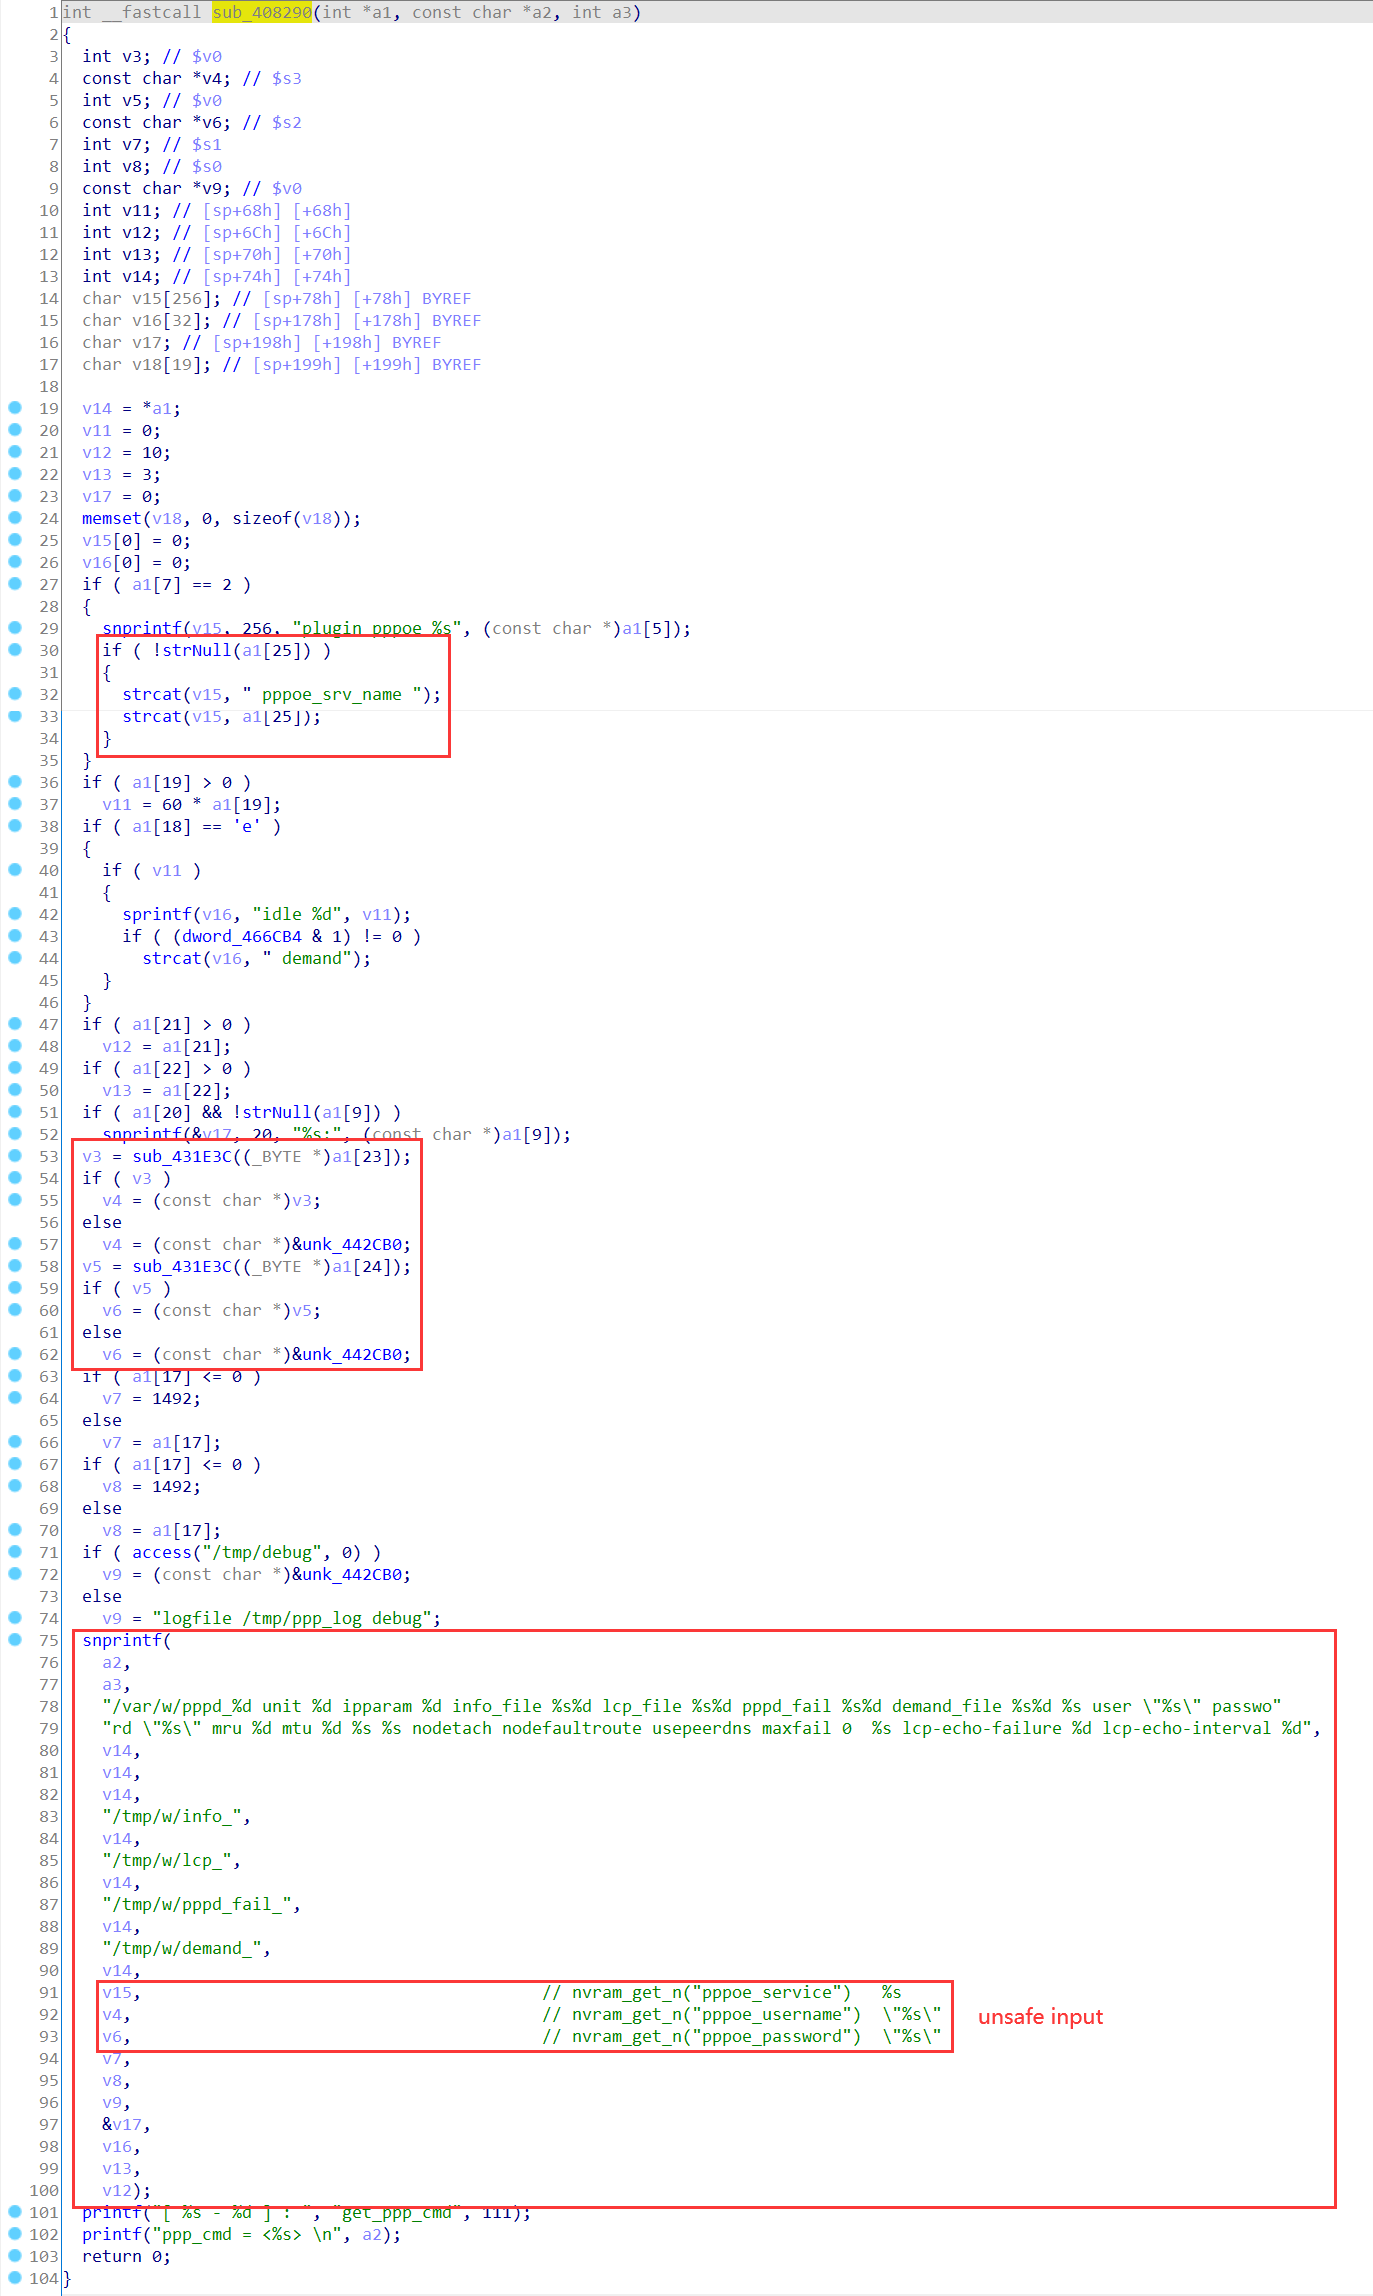 1 int __fastcall sub_408290(int *a1, const char *a2, int a3)
2 {
3   int v3; // $v0
4   const char *v4; // $s3
5   int v5; // $v0
6   const char *v6; // $s2
7   int v7; // $s1
8   int v8; // $s0
9   const char *v9; // $v0
10   int v11; // [sp+68h] [+68h]
11   int v12; // [sp+6Ch] [+6Ch]
12   int v13; // [sp+70h] [+70h]
13   int v14; // [sp+74h] [+74h]
14   char v15[256]; // [sp+78h] [+78h] BYREF
15   char v16[32]; // [sp+178h] [+178h] BYREF
16   char v17; // [sp+198h] [+198h] BYREF
17   char v18[19]; // [sp+199h] [+199h] BYREF
18
19   v14 = *a1;
20   v11 = 0;
21   v12 = 10;
22   v13 = 3;
23   v17 = 0;
24   memset(v18, 0, sizeof(v18));
25   v15[0] = 0;
26   v16[0] = 0;
27   if ( a1[7] == 2 )
28   {
29     snprintf(v15, 256, "plugin pppoe %s", (const char *)a1[5]);
30     if ( !strNull(a1[25]) )
31     {
32       strcat(v15, " pppoe_srv_name ");
33       strcat(v15, a1[25]);
34     }
35   }
36   if ( a1[19] > 0 )
37     v11 = 60 * a1[19];
38   if ( a1[18] == 'e' )
39   {
40     if ( v11 )
41     {
42       sprintf(v16, "idle %d", v11);
43       if ( (dword_466CB4 & 1) != 0 )
44         strcat(v16, " demand");
45     }
46   }
47   if ( a1[21] > 0 )
48     v12 = a1[21];
49   if ( a1[22] > 0 )
50     v13 = a1[22];
51   if ( a1[20] && !strNull(a1[9]) )
52     snprintf(&v17, 20, "%s:", (const char *)a1[9]);
53   v3 = sub_431E3C((_BYTE *)a1[23]);
54   if ( v3 )
55     v4 = (const char *)v3;
56   else
57     v4 = (const char *)&unk_442CB0;
58   v5 = sub_431E3C((_BYTE *)a1[24]);
59   if ( v5 )
60     v6 = (const char *)v5;
61   else
62     v6 = (const char *)&unk_442CB0;
63   if ( a1[17] <= 0 )
64     v7 = 1492;
65   else
66     v7 = a1[17];
67   if ( a1[17] <= 0 )
68     v8 = 1492;
69   else
70     v8 = a1[17];
71   if ( access("/tmp/debug", 0) )
72     v9 = (const char *)&unk_442CB0;
73   else
74     v9 = "logfile /tmp/ppp_log debug";
75   snprintf(
76     a2,
77     a3,
78     "/var/w/pppd_%d unit %d ipparam %d info_file %s%d lcp_file %s%d pppd_fail %s%d demand_file %s%d %s user \"%s\" passwo"
79     "rd \"%s\" mru %d mtu %d %s %s nodetach nodefaultroute usepeerdns maxfail 0  %s lcp-echo-failure %d lcp-echo-interval %d",
80     v14,
81     v14,
82     v14,
83     "/tmp/w/info_",
84     v14,
85     "/tmp/w/lcp_",
86     v14,
87     "/tmp/w/pppd_fail_",
88     v14,
89     "/tmp/w/demand_",
90     v14,
91     v15, // nvram_get_n("pppoe_service")   %s
92     v4, // nvram_get_n("pppoe_username")  \"%s\" unsafe input
93     v6, // nvram_get_n("pppoe_password")  \"%s\"
94     v7,
95     v8,
96     v9,
97     &v17,
98     v16,
99     v13,
100     v12);
101   printf("[ %s - %d ] : ", "get_ppp_cmd", 111);
102   printf("ppp_cmd = <%s> \n", a2);
103   return 0;
104 }